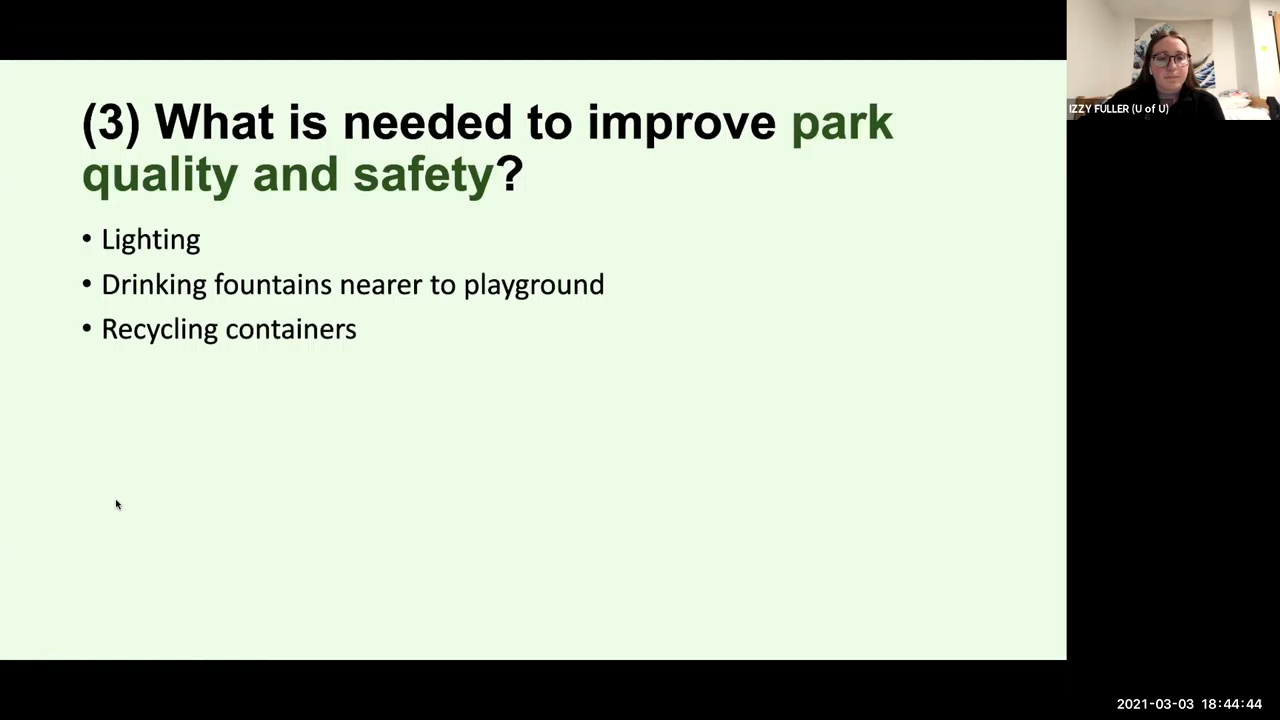 (3) What is needed to improve park
quality and safety?
• Lighting
• Drinking fountains nearer to playground
• Recycling containers
IZZY FULLER (U of U)
2021-03-03 18:44:44